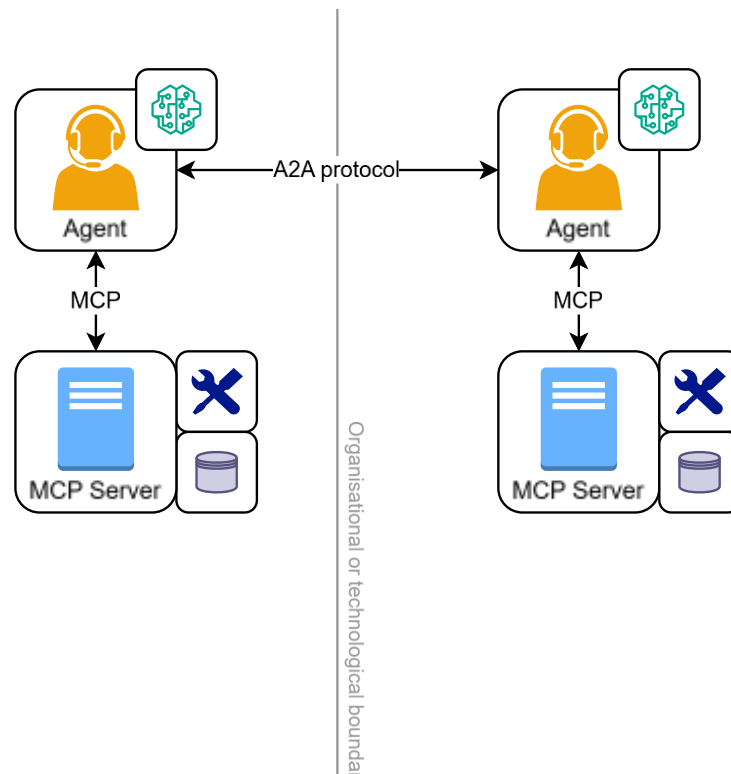 Agent
A2A protocol
Agent
MCP
MCP
MCP Server
MCP Server
Organisational or technological